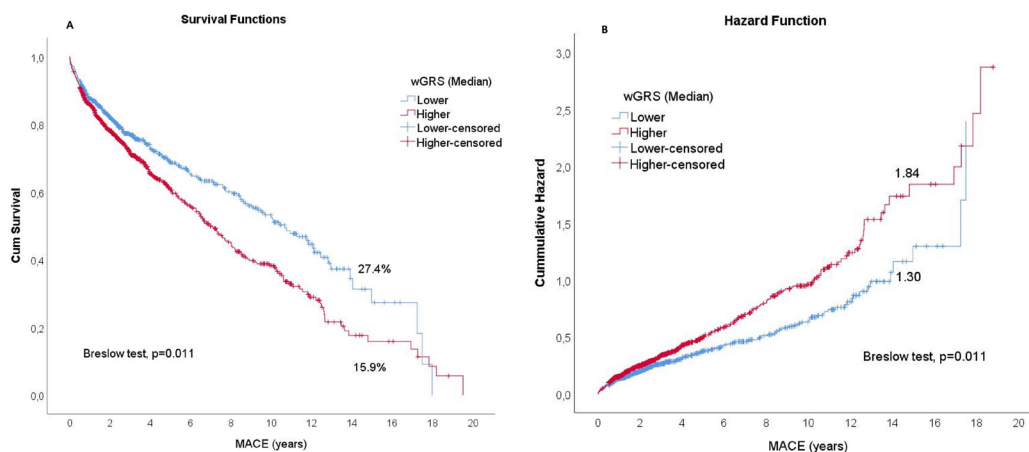 A
Survival Functions
1,0
0,8
0,6
0,4
0,2
0,0
Cum Survival
wGRS (Median)
Lower
Higher
Lower-censored
Higher-censored
27.4%
15.9%
Breslow test, p=0.011
0 2 4 6 8 10 12 14 16 18 20
MACE (years)
B
Hazard Function
3,0
2,5
2,0
1,5
1,0
0,5
0,0
Cummulative Hazard
wGRS (Median)
Lower
Higher
Lower-censored
Higher-censored
1.84
1.30
Breslow test, p=0.011
0 2 4 6 8 10 12 14 16 18 20
MACE (years)